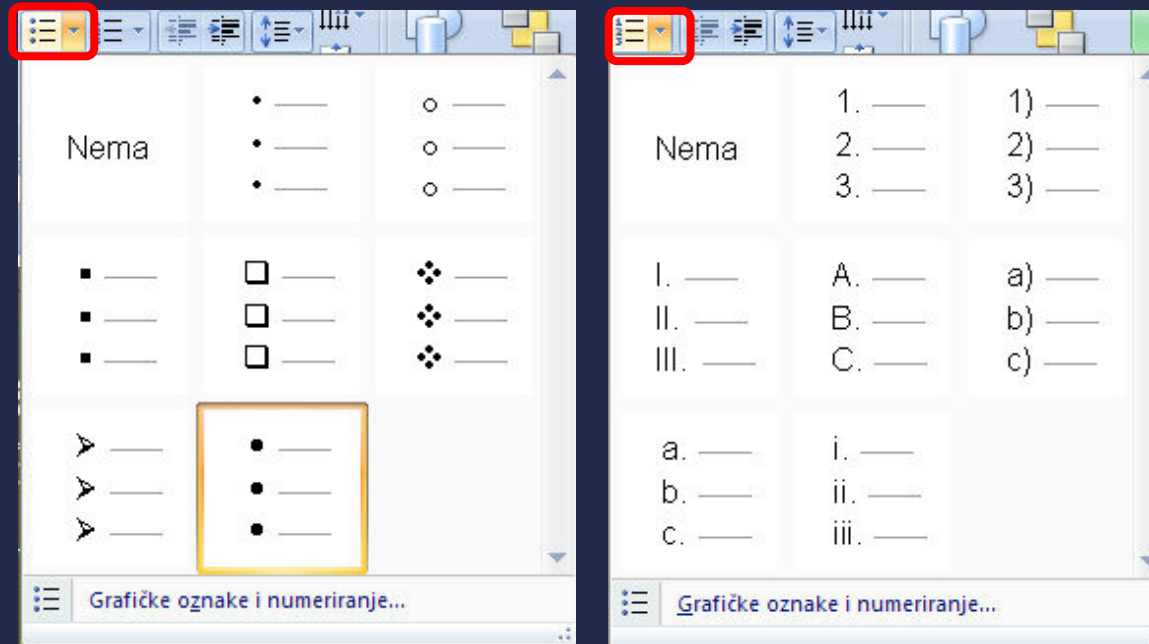 Nema
1. 1)
2. 2)
3. 3)
Nema
I. A. a)
II. B. b)
III. C. c)
a. i.
b. ii.
c. iii.
Grafičke oznake i numeriranje...
Grafičke oznake i numeriranje...